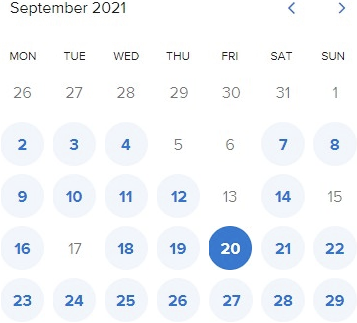 September 2021
MON TUE WED THU FRI SAT SUN
26 27 28 29 30 31 1
2 3 4 5 6 7 8
9 10 11 12 13 14 15
16 17 18 19 20 21 22
23 24 25 26 27 28 29